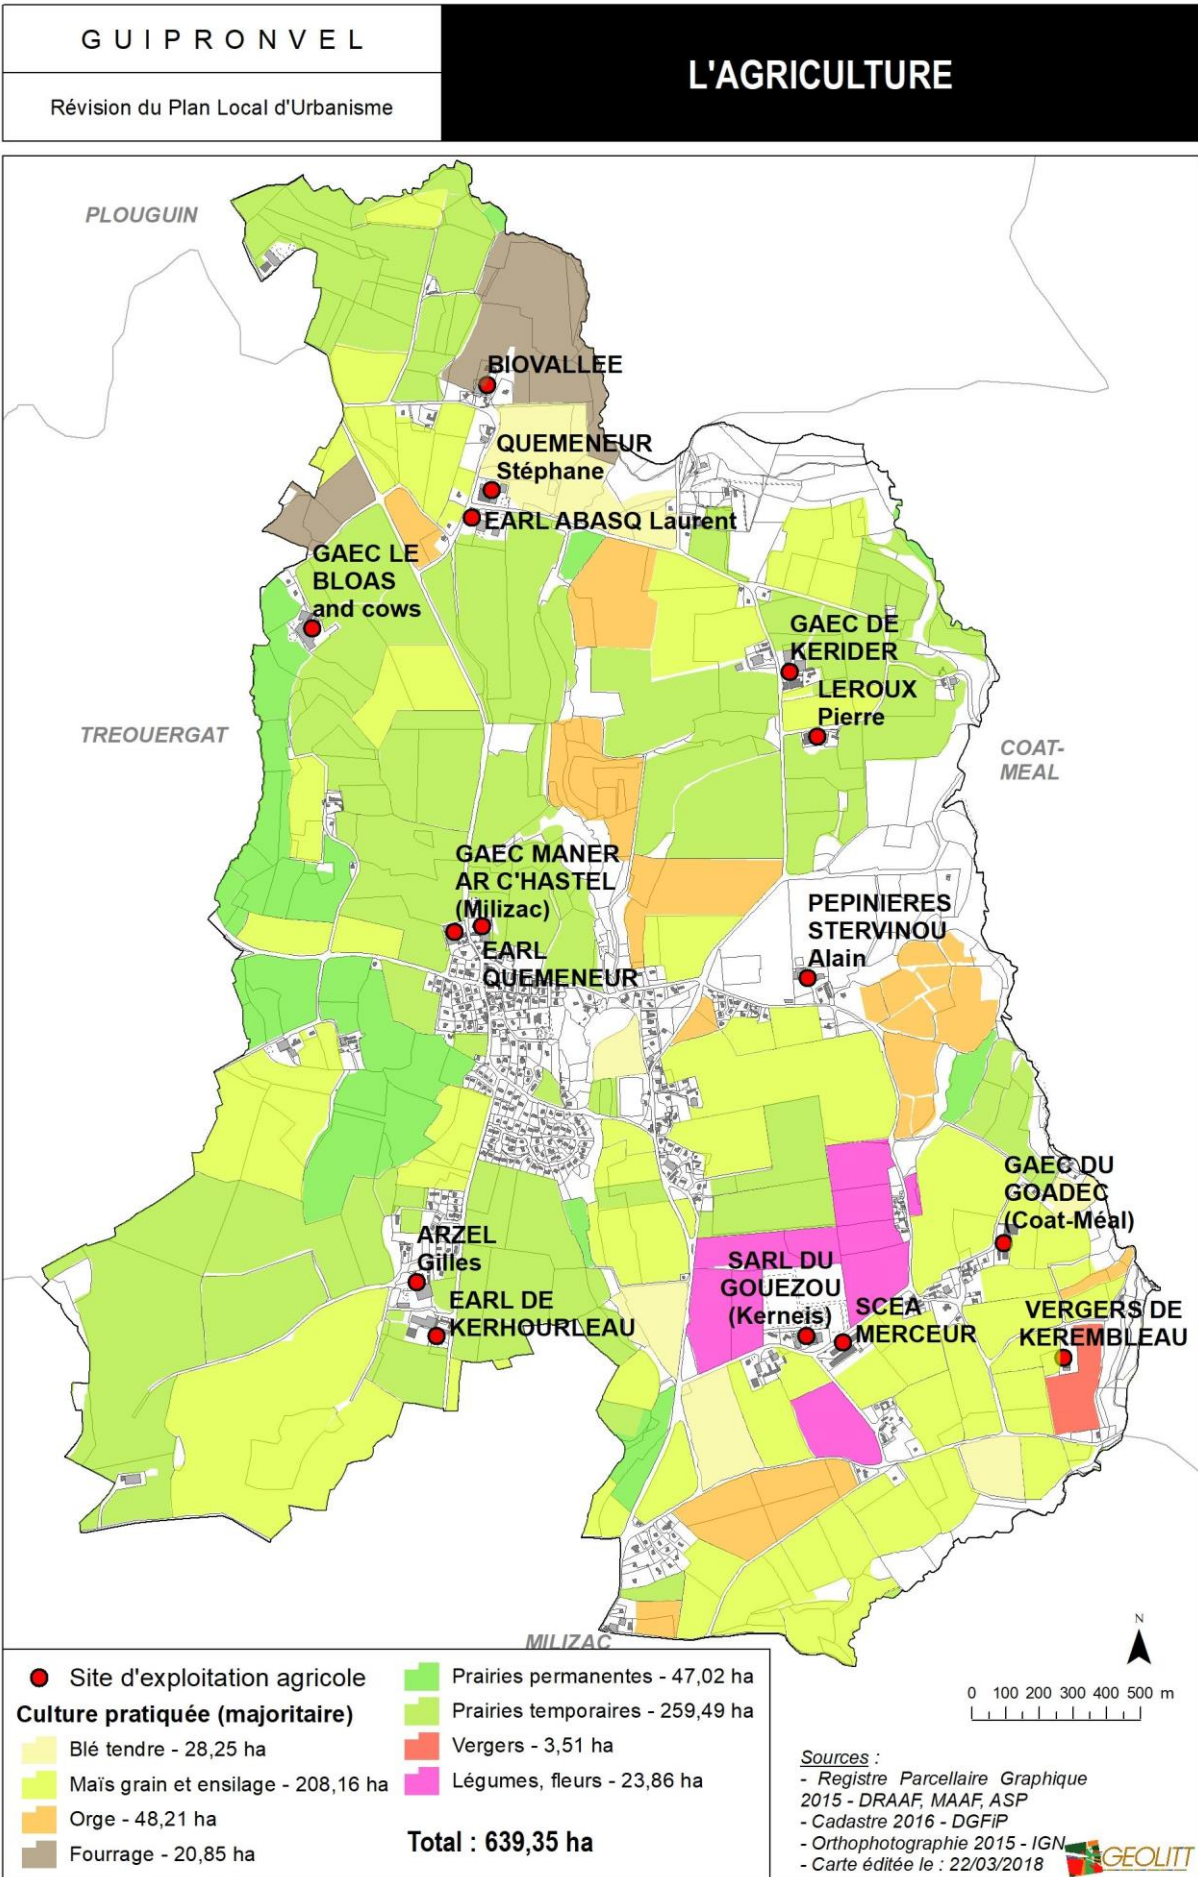 GUIPRONVEL
Révision du Plan Local d'Urbanisme
L'AGRICULTURE
PLOUGUIN
BIOVALLEE
QUEMENEUR
Stéphane
EARL ABASQ Laurent
GAEC LE
BLOAS
and cows
GAEC DE
KERIDER
LEROUX
Pierre
TREOUERGAT
COAT-
MEAL
GAEC MANER
AR C'HASTEL
(Milizac)
EARL
QUEMENEUR
PEPINIERES
STERVINOU
Alain
GAEC DU
GOADEC
(Coat-Méal)
ARZEL
Gilles
EARL DE
KERHOURLEAU
SARL DU
GOUEZOU
(Kerneis)
SCEA
MERCEUR
VERGERS DE
KEREMBLEAU
MILIZAC
Site d'exploitation agricole
Culture pratiquée (majoritaire)
Blé tendre - 28,25 ha
Maïs grain et ensilage - 208,16 ha
Orge - 48,21 ha
Fourrage - 20,85 ha
Prairies permanentes - 47,02 ha
Prairies temporaires - 259,49 ha
Vergers - 3,51 ha
Légumes, fleurs - 23,86 ha
Total : 639,35 ha
N
0 100 200 300 400 500 m
Sources :
- Registre Parcellaire Graphique
2015 - DRAAF, MAAF, ASP
- Cadastre 2016 - DGFiP
- Orthophotographie 2015 - IGN
- Carte éditée le : 22/03/2018
GEOLITT